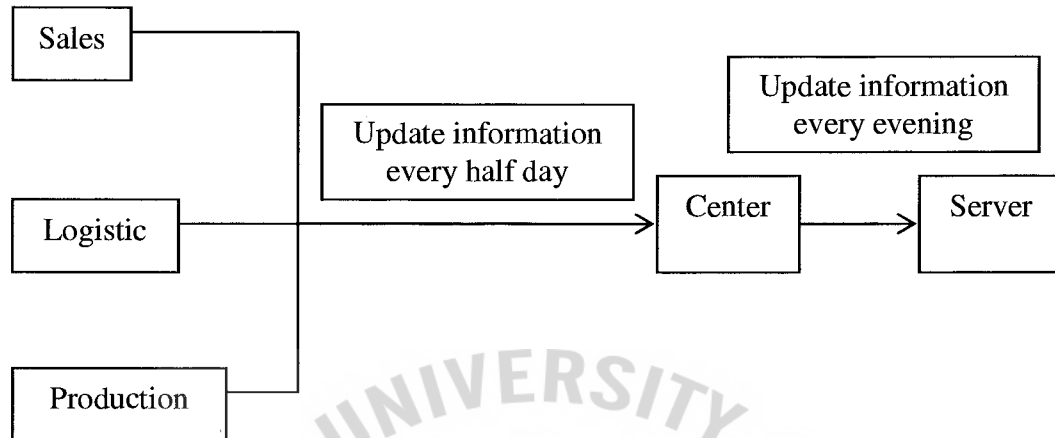 Sales
Update information
every evening
Update information
every half day
Center
Server
Logistic
Production
UNIVERSITY